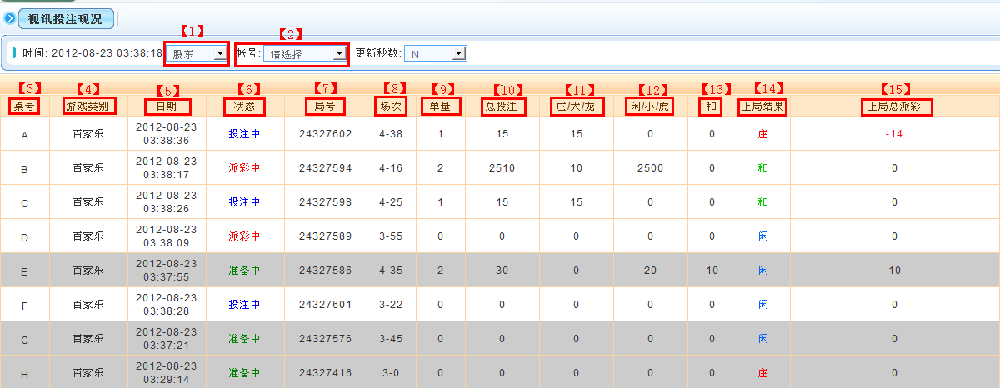 视讯投注现况
【1】 【2】
时间: 2012-08-23 03:38:18 股东 帐号: 请选择 更新秒数: N
【3】 【4】 【5】 【6】 【7】 【8】 【9】 【10】 【11】 【12】 【13】 【14】 【15】
桌号 游戏类别 日期 状态 局号 场次 单量 总投注 庄/大/龙 闲/小/虎 和 上局结果 上局总派彩
A 百家乐 2012-08-23 03:38:36 投注中 24327602 4-38 1 15 15 0 0 庄 -14
B 百家乐 2012-08-23 03:38:17 派彩中 24327594 4-16 2 2510 10 2500 0 和 0
C 百家乐 2012-08-23 03:38:26 投注中 24327598 4-25 1 15 15 0 0 和 0
D 百家乐 2012-08-23 03:38:09 派彩中 24327589 3-55 0 0 0 0 0 闲 0
E 百家乐 2012-08-23 03:37:55 准备中 24327586 4-35 2 30 0 20 10 闲 10
F 百家乐 2012-08-23 03:38:28 投注中 24327601 3-22 0 0 0 0 0 闲 0
G 百家乐 2012-08-23 03:37:21 准备中 24327576 3-45 0 0 0 0 0 闲 0
H 百家乐 2012-08-23 03:29:14 准备中 24327416 3-0 0 0 0 0 0 庄 0